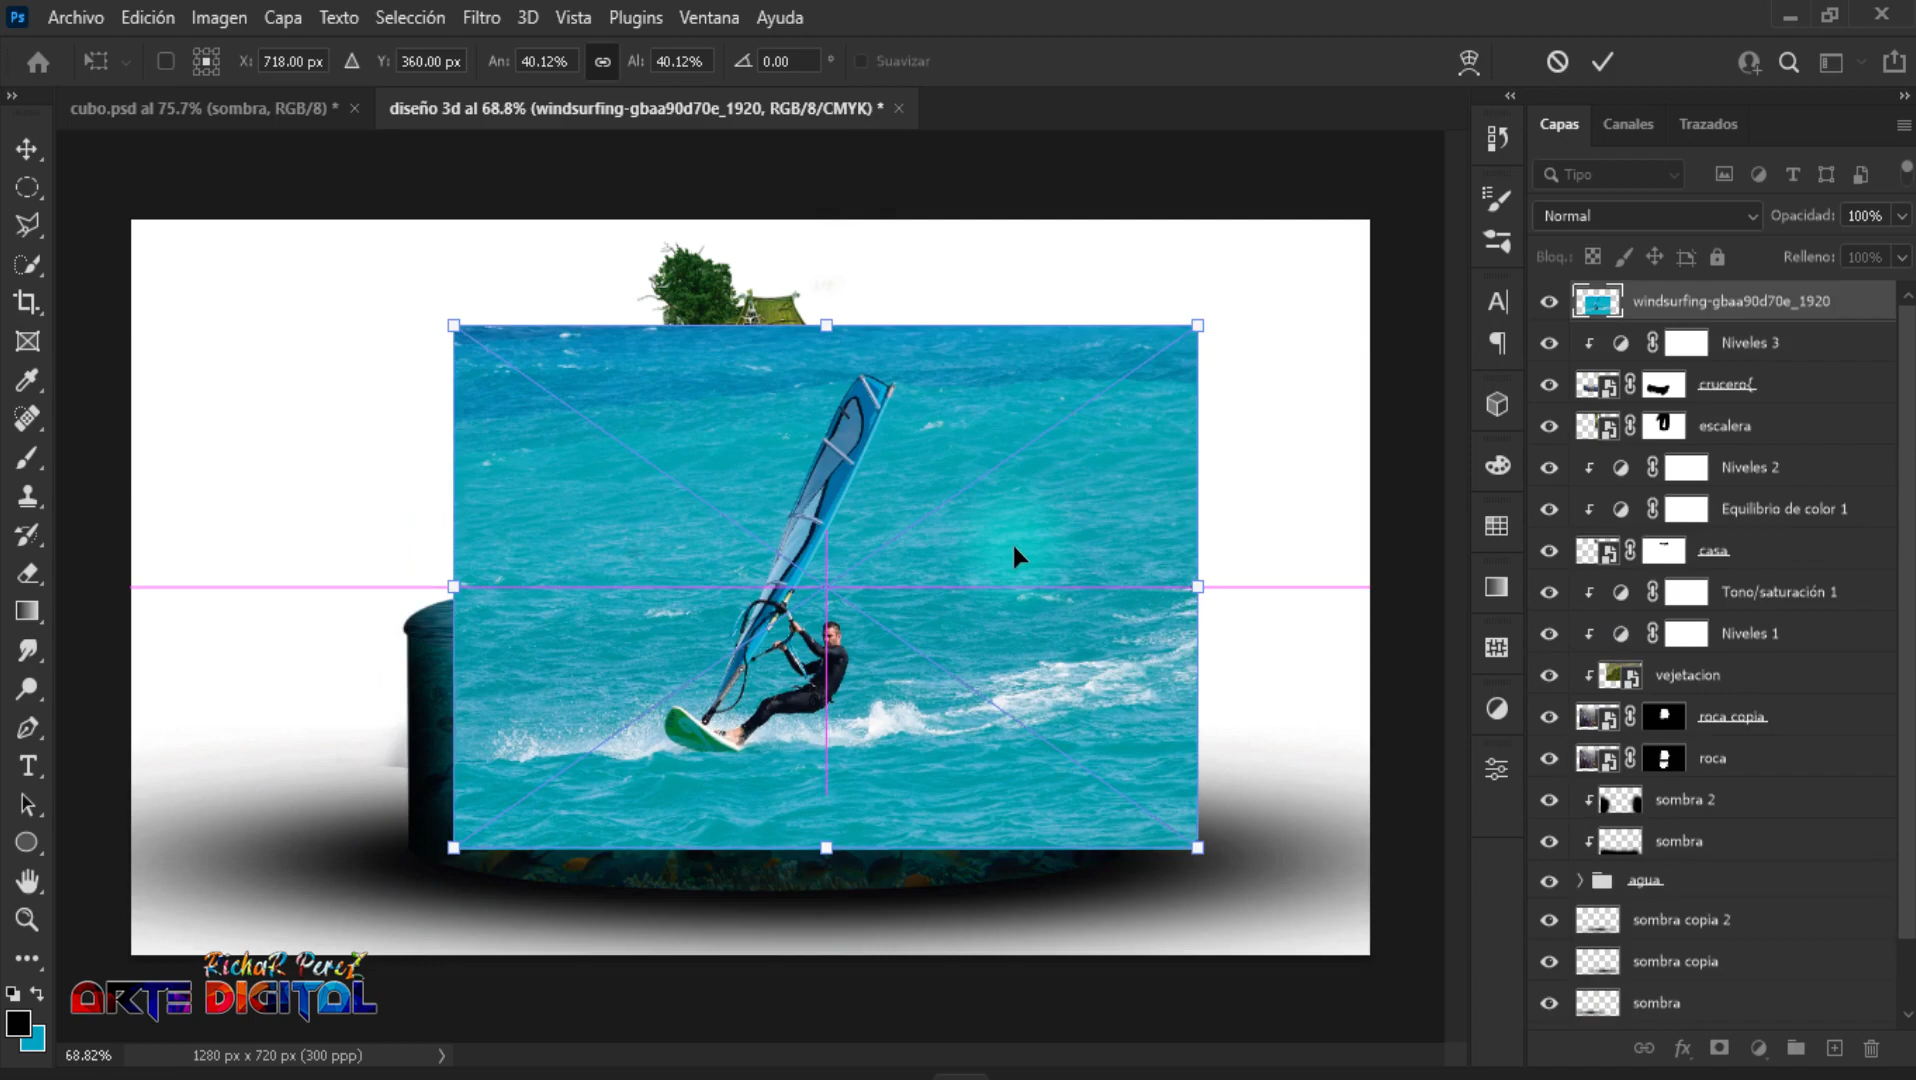 Ps Archivo Edición Imagen Capa Texto Selección Filtro 3D Vista Plugins Ventana Ayuda
X: 718.00 px Y: 360.00 px An: 40.12% Al: 40.12% 0.00 ° Suavizar
cubo.psd al 75.7% (sombra, RGB/8) * diseño 3d al 68.8% (windsurfing-gbaa90d70e_1920, RGB/8/CMYK) *
Capas Canales Trazados
Tipo
Normal Opacidad: 100%
Bloq.: Relleno: 100%
windsurfing-gbaa90d70e_1920
Niveles 3
crucero{
escalera
Niveles 2
Equilibrio de color 1
casa
Tono/saturación 1
Niveles 1
vejetacion
roca copia
roca
sombra 2
sombra
agua
sombra copia 2
sombra copia
sombra
RichaR PereZ
ARTE DIGITAL
68.82% 1280 px x 720 px (300 ppp)